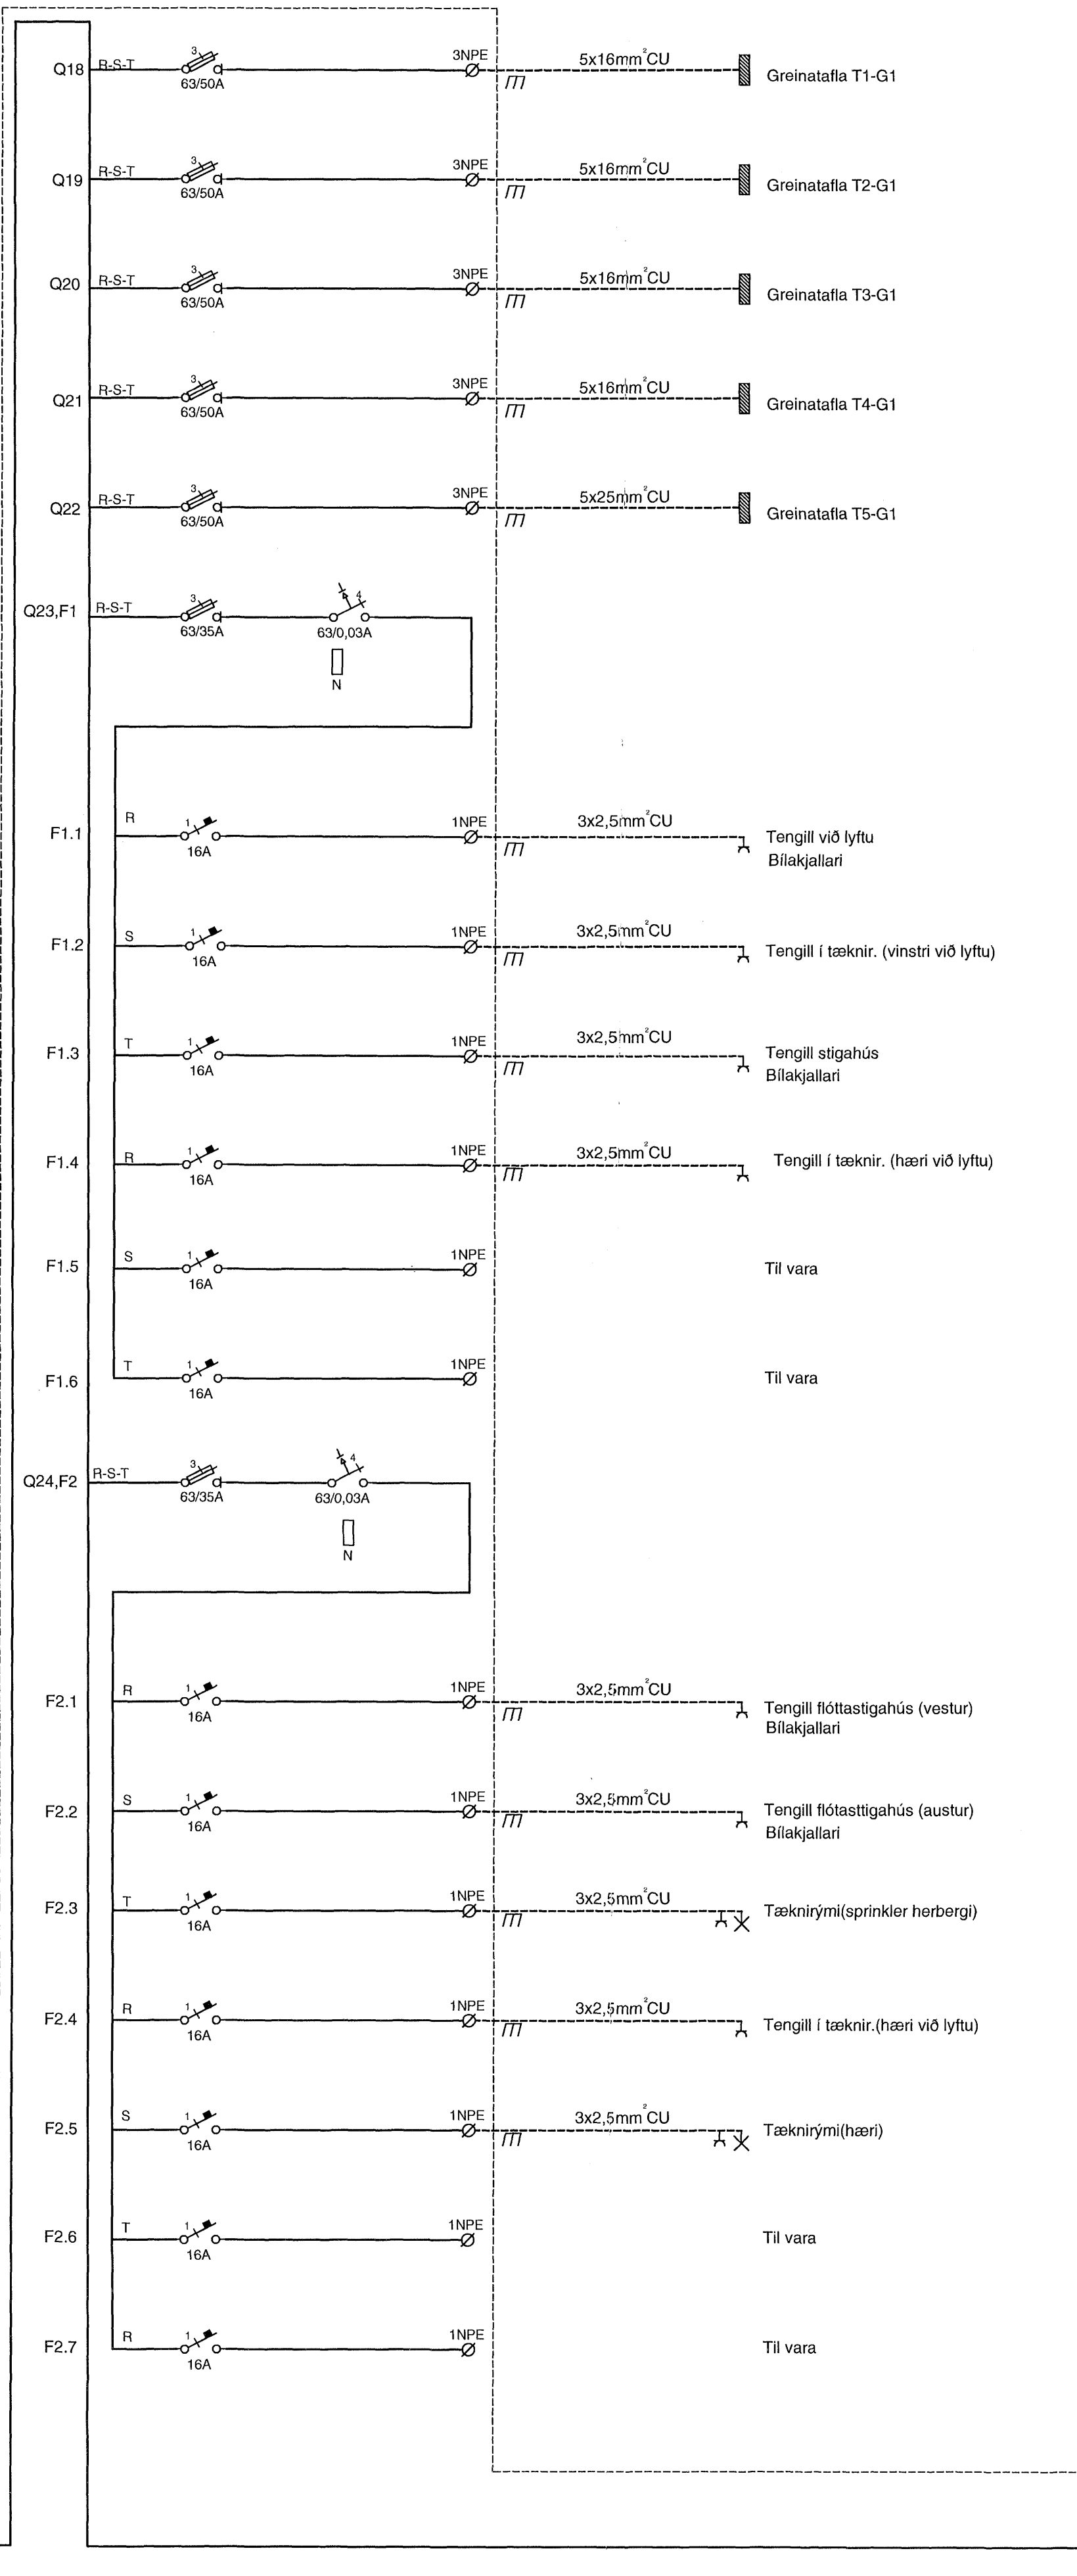 Q18 R-S-T 3 63/50A 3NPE 5x16mm²CU Greinatafla T1-G1
Q19 R-S-T 3 63/50A 3NPE 5x16mm²CU Greinatafla T2-G1
Q20 R-S-T 3 63/50A 3NPE 5x16mm²CU Greinatafla T3-G1
Q21 R-S-T 3 63/50A 3NPE 5x16mm²CU Greinatafla T4-G1
Q22 R-S-T 3 63/50A 3NPE 5x25mm²CU Greinatafla T5-G1
Q23,F1 R-S-T 3 63/35A 4 63/0,03A
N
F1.1 R 1 16A 1NPE 3x2,5mm²CU Tengill við lyftu
Bílakjallari
F1.2 S 1 16A 1NPE 3x2,5mm²CU Tengill í tæknir. (vinstri við lyftu)
F1.3 T 1 16A 1NPE 3x2,5mm²CU Tengill stigahús
Bílakjallari
F1.4 R 1 16A 1NPE 3x2,5mm²CU Tengill í tæknir. (hæri við lyftu)
F1.5 S 1 16A 1NPE Til vara
F1.6 T 1 16A 1NPE Til vara
Q24,F2 R-S-T 3 63/35A 4 63/0,03A
N
F2.1 R 1 16A 1NPE 3x2,5mm²CU Tengill flóttastigahús (vestur)
Bílakjallari
F2.2 S 1 16A 1NPE 3x2,5mm²CU Tengill flótasttigahús (austur)
Bílakjallari
F2.3 T 1 16A 1NPE 3x2,5mm²CU Tæknirými(sprinkler herbergi)
F2.4 R 1 16A 1NPE 3x2,5mm²CU Tengill í tæknir.(hæri við lyftu)
F2.5 S 1 16A 1NPE 3x2,5mm²CU Tæknirými(hæri)
F2.6 T 1 16A 1NPE Til vara
F2.7 R 1 16A 1NPE Til vara